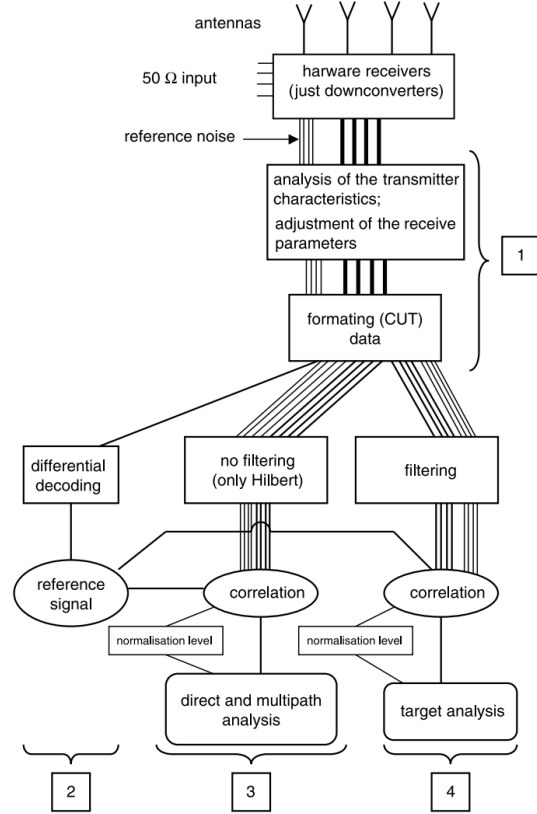 antennas
harware receivers
(just downconverters)
50 Ω input
reference noise
analysis of the transmitter
characteristics;
adjustment of the receive
parameters
1
formating (CUT)
data
differential
decoding
no filtering
(only Hilbert)
filtering
reference
signal
correlation
correlation
normalisation level
normalisation level
direct and multipath
analysis
target analysis
2
3
4